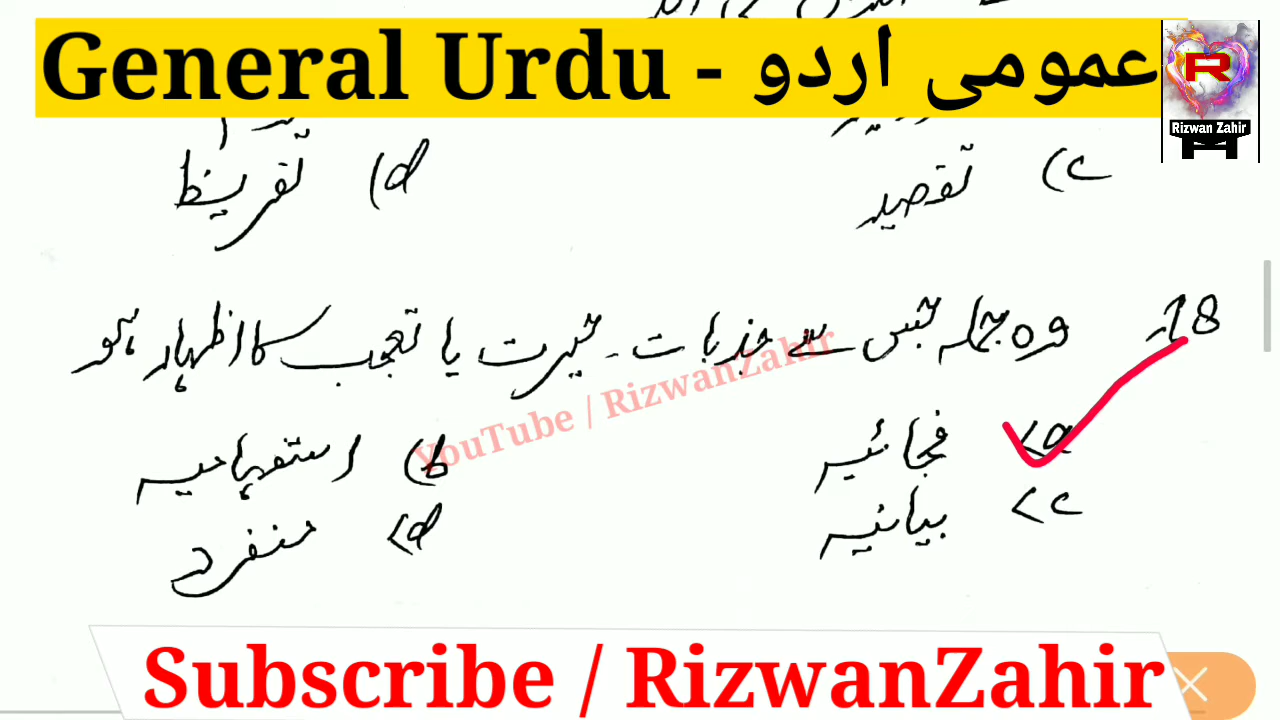 General Urdu - عمومی اردو
R
Rizwan Zahir
c) تقصید d) تفریظ
18۔ وہ جملہ جس سے جذبات۔ حیرت یا تعجب کا اظہار ہو
YouTube / RizwanZahir
a) فجائیہ b) استفہامیہ
c) بیانیہ d) منفرد
Subscribe / RizwanZahir